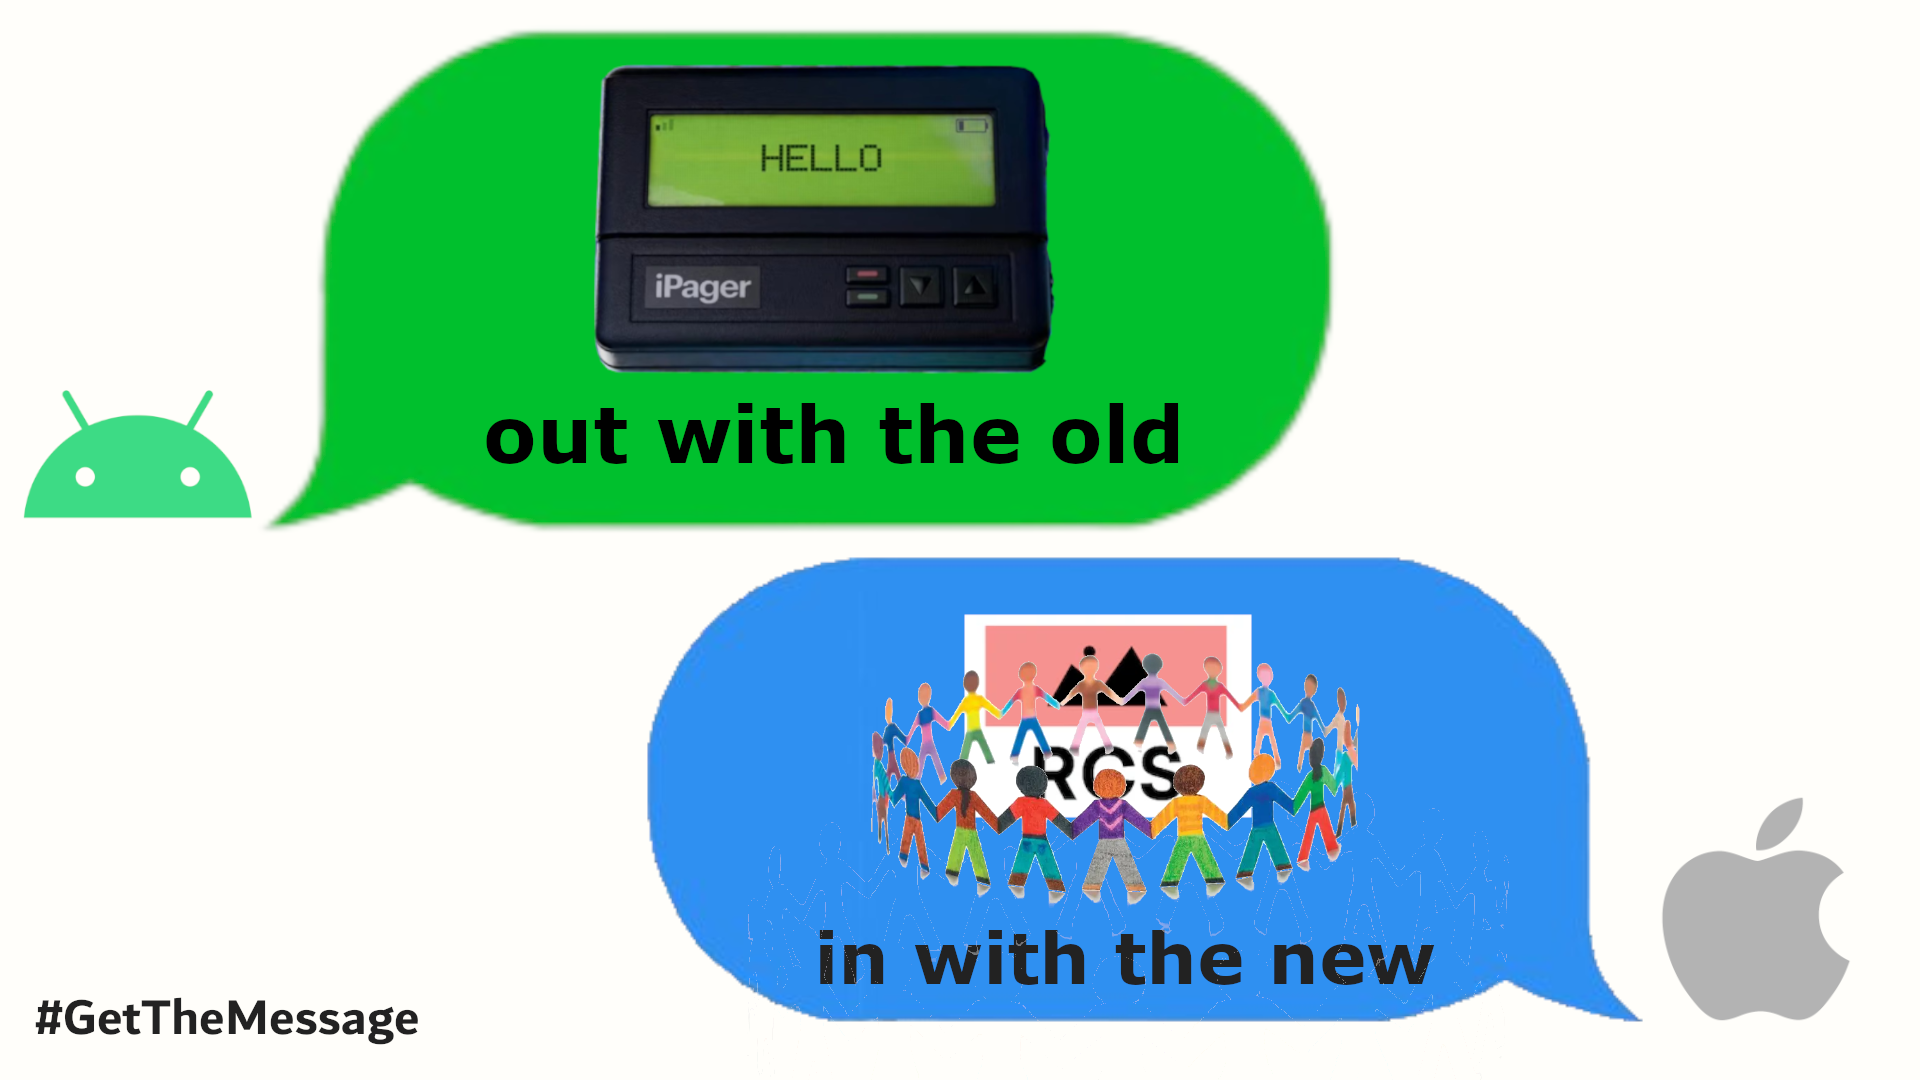 HELLO
iPager
out with the old
RCS
in with the new
#GetTheMessage